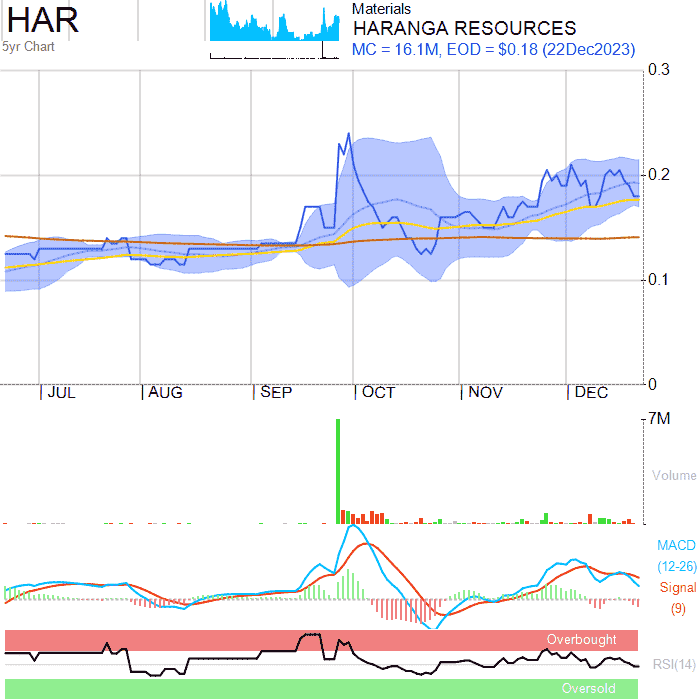 HAR
5yr Chart
Materials
HARANGA RESOURCES
MC = 16.1M, EOD = $0.18 (22Dec2023)
0.3
0.2
0.1
0
JUL AUG SEP OCT NOV DEC
7M
Volume
MACD
(12-26)
Signal
(9)
Overbought
RSI(14)
Oversold